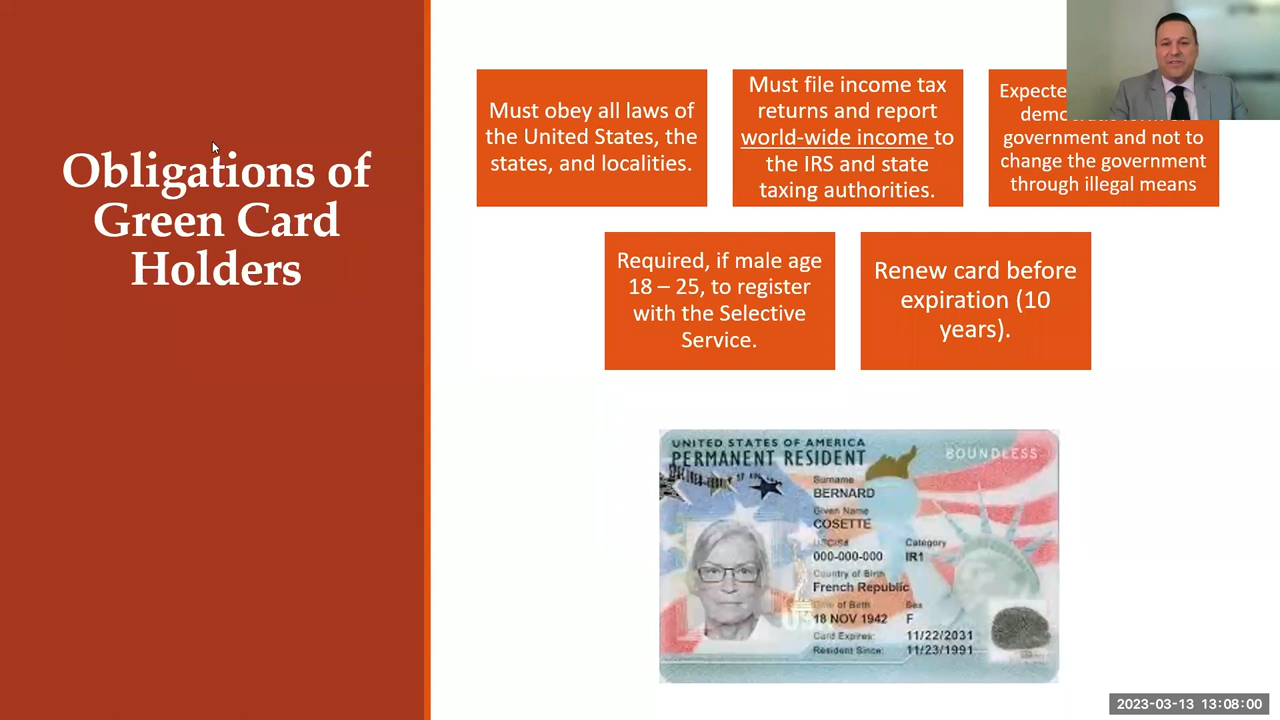 Obligations of
Green Card
Holders
Must obey all laws of
the United States, the
states, and localities.
Must file income tax
returns and report
world-wide income to
the IRS and state
taxing authorities.
Expecte
government and not to
change the government
through illegal means
Required, if male age
18 – 25, to register
with the Selective
Service.
Renew card before
expiration (10
years).
UNITED STATES OF AMERICA
PERMANENT RESIDENT
BOUNDLESS
Surname
BERNARD
Given Name
COSETTE
USCIS#
Category
000-000-000
IR1
Country of Birth
French Republic
Date of Birth
Sex
18 NOV 1942
F
Card Expires:
11/22/2031
Resident Since:
11/23/1991
2023-03-13 13:08:00